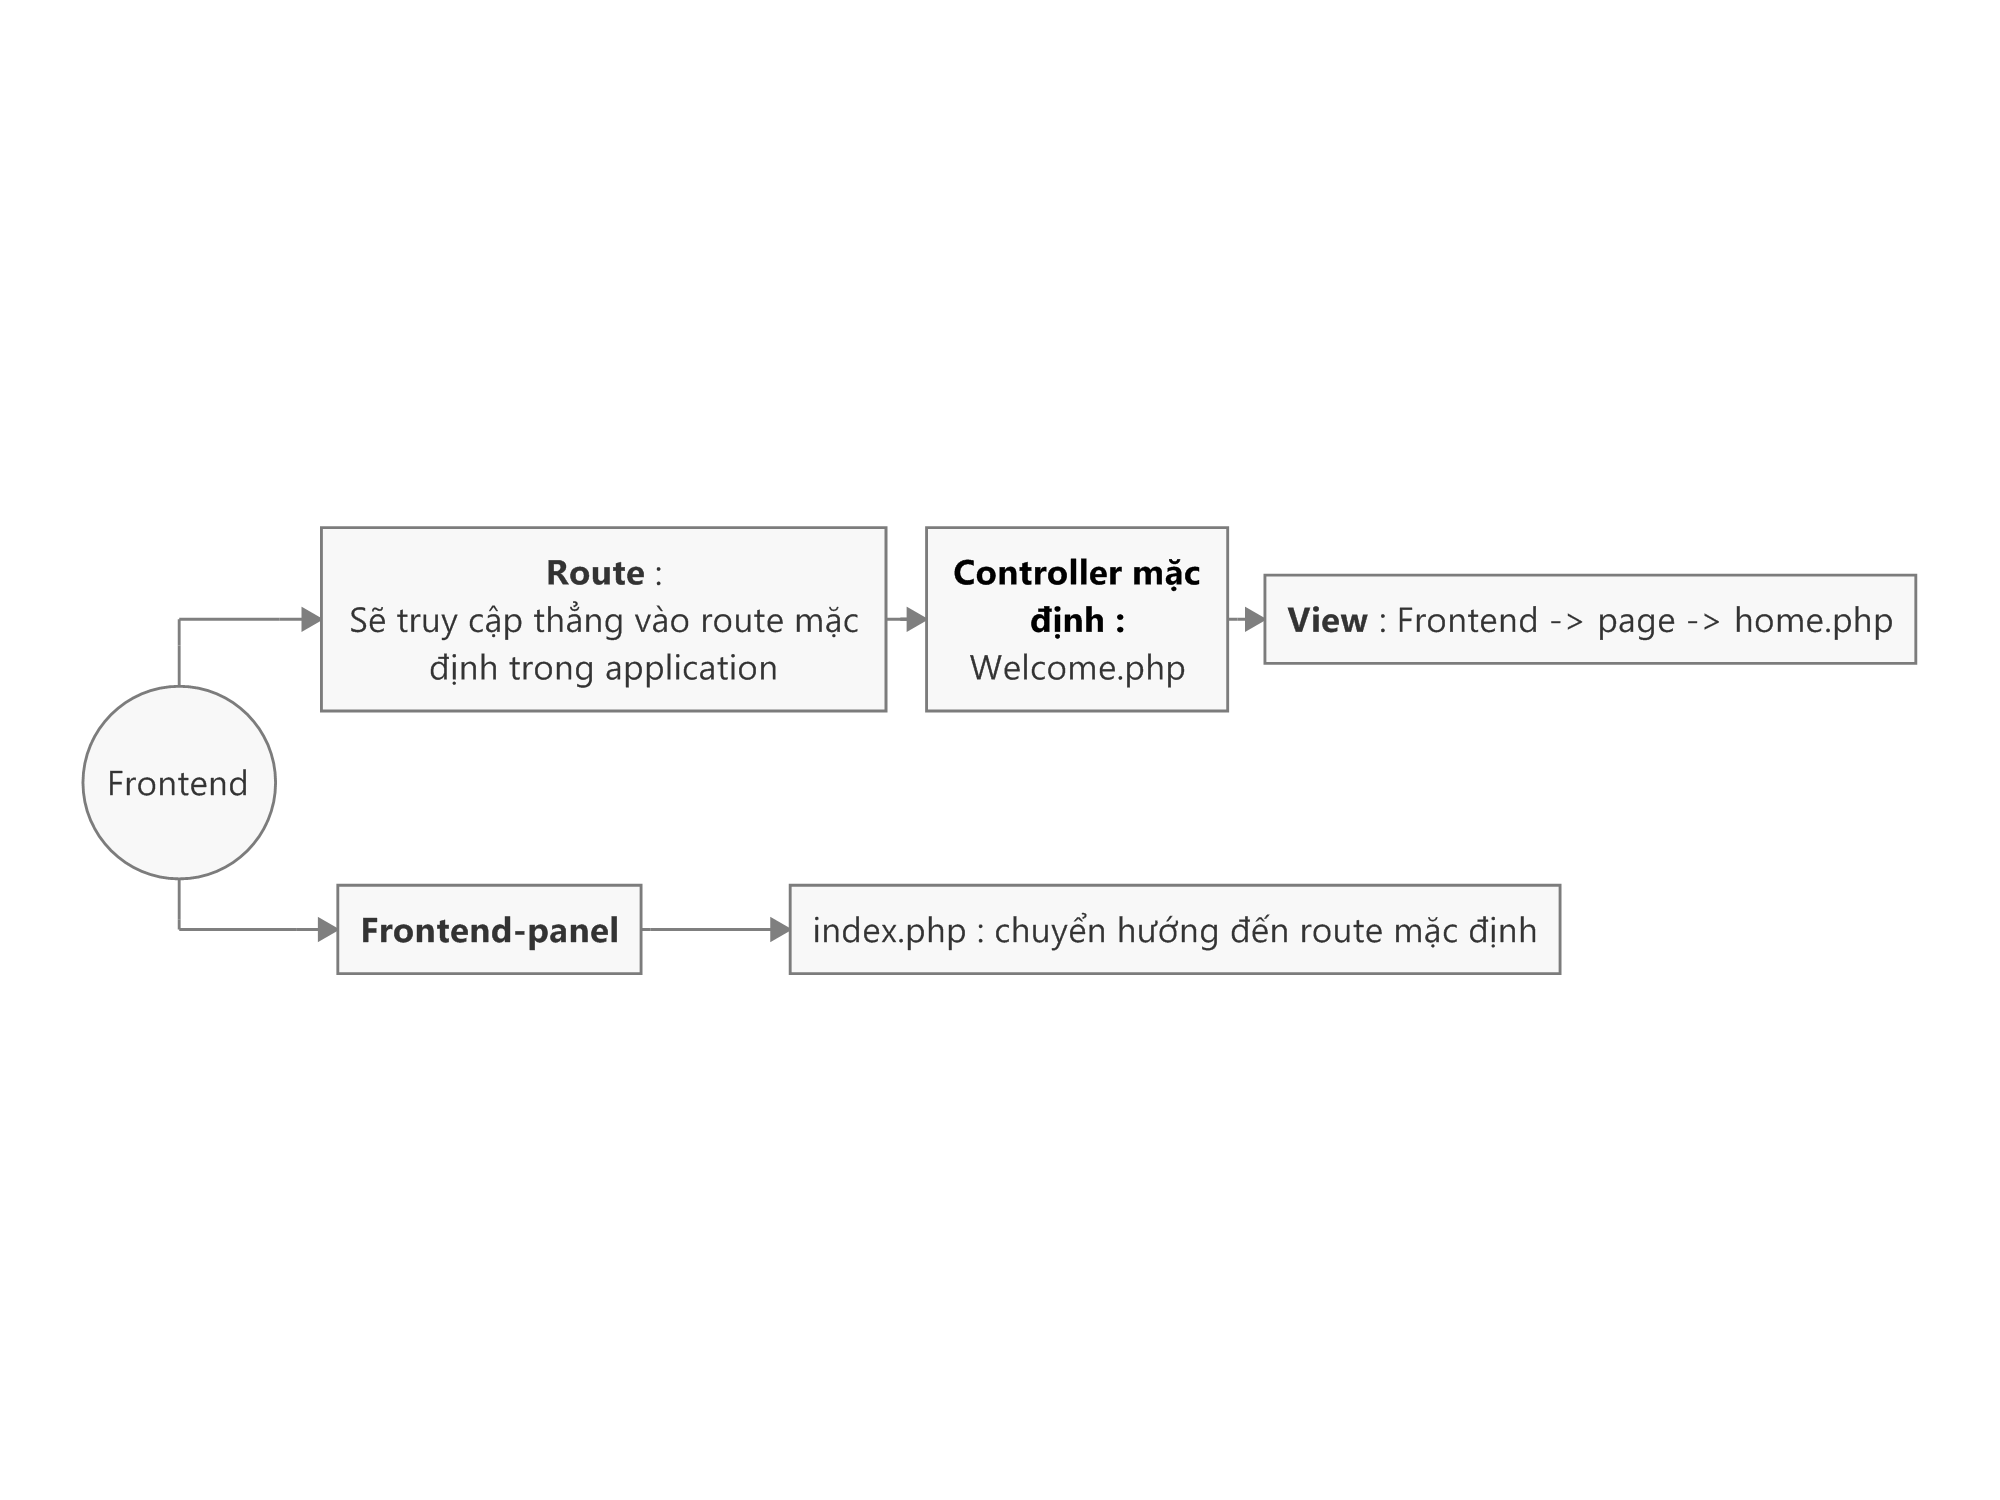 Route :
Sẽ truy cập thẳng vào route mặc
định trong application
Controller mặc
định :
Welcome.php
View : Frontend -> page -> home.php
Frontend
Frontend-panel
index.php : chuyển hướng đến route mặc định